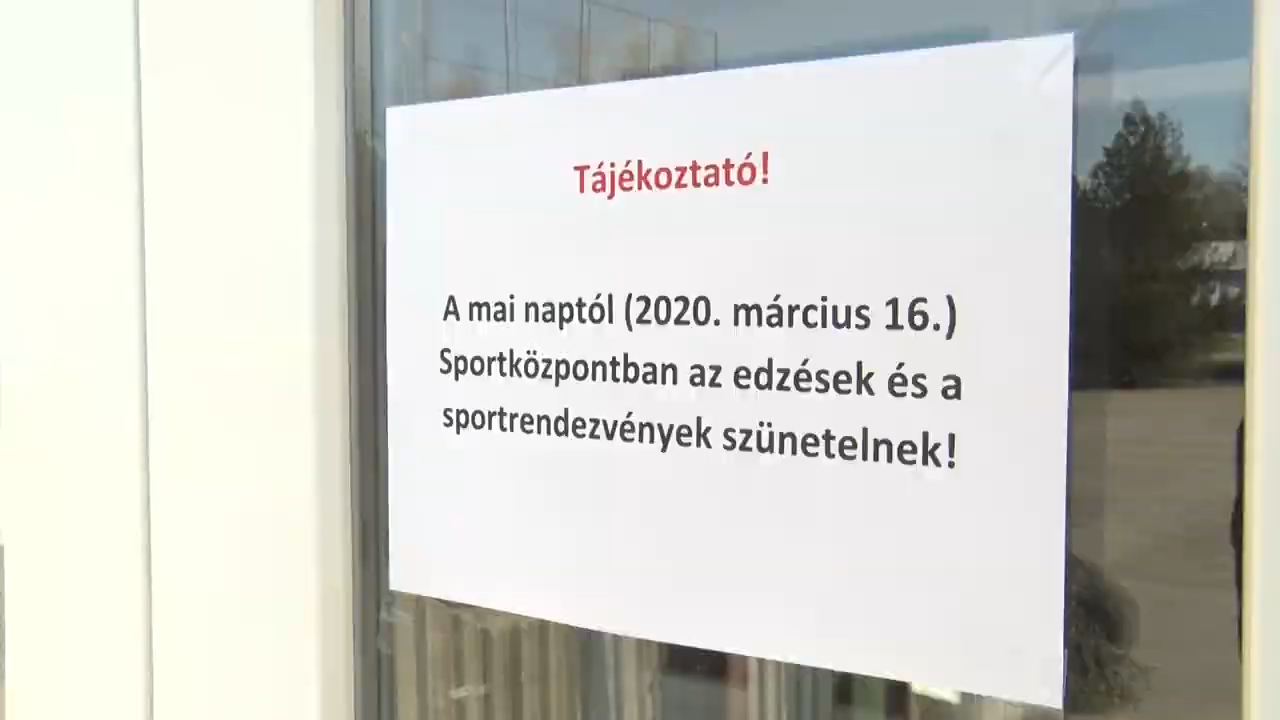 Tájékoztató!
A mai naptól (2020. március 16.)
Sportközpontban az edzések és a
sportrendezvények szünetelnek!